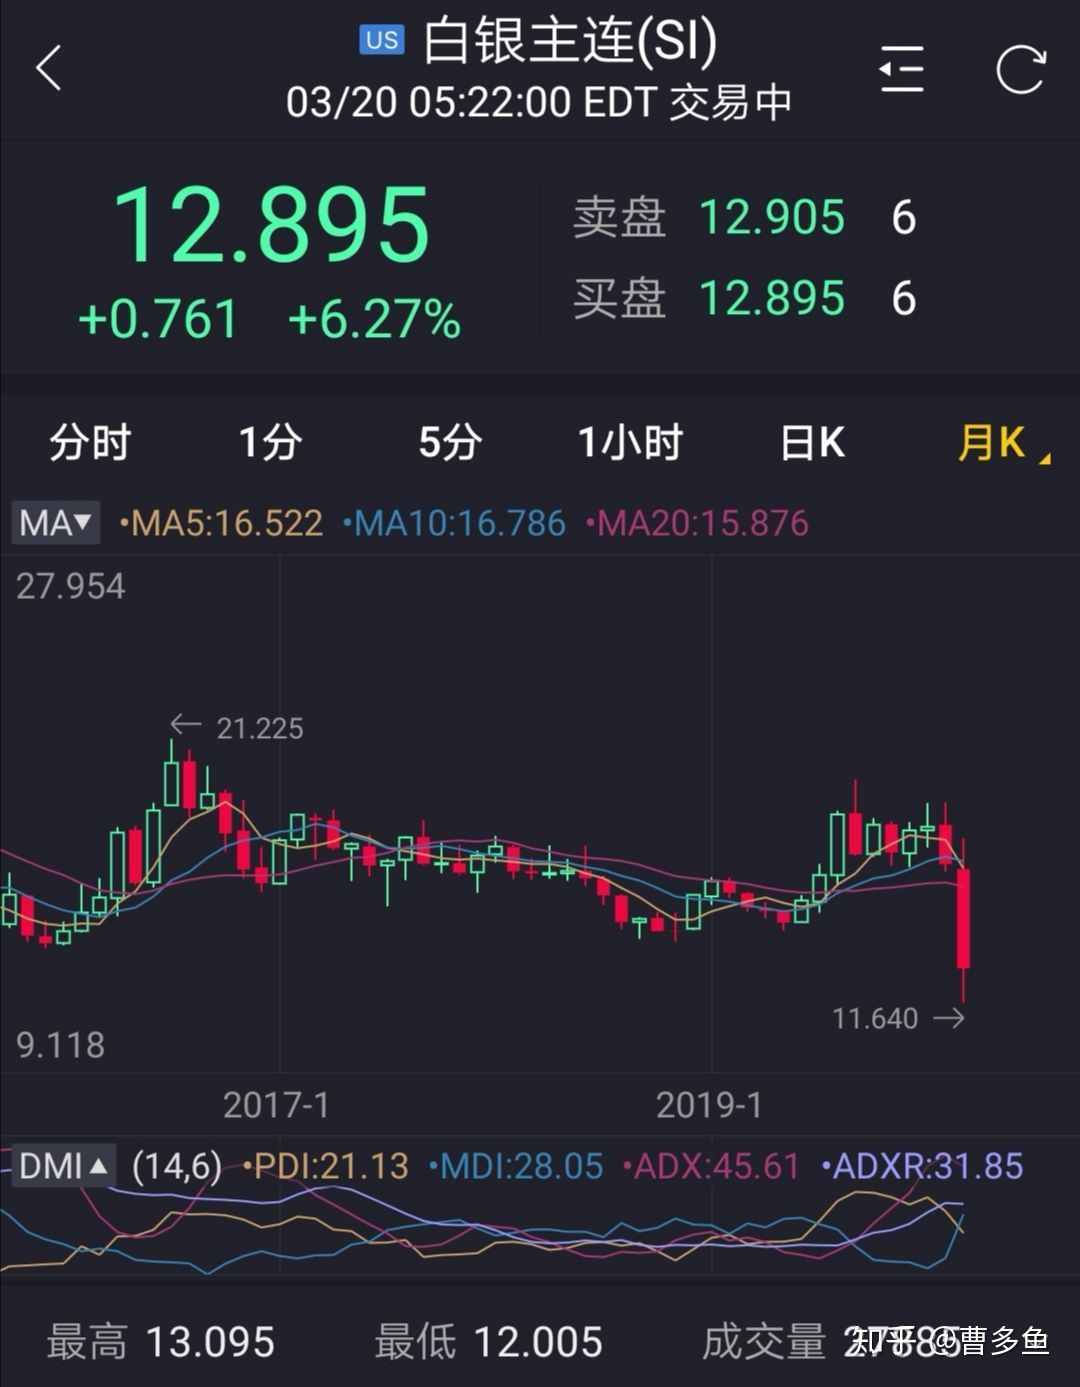 US 白银主连(SI)
03/20 05:22:00 EDT 交易中
12.895
+0.761 +6.27%
卖盘 12.905 6
买盘 12.895 6
分时 1分 5分 1小时 日K 月K
MA▼ •MA5:16.522 •MA10:16.786 •MA20:15.876
27.954
← 21.225
11.640 →
9.118
2017-1 2019-1
DMI▲ (14,6) •PDI:21.13 •MDI:28.05 •ADX:45.61 •ADXR:31.85
最高 13.095 最低 12.005 成交量
知乎 @曹多鱼